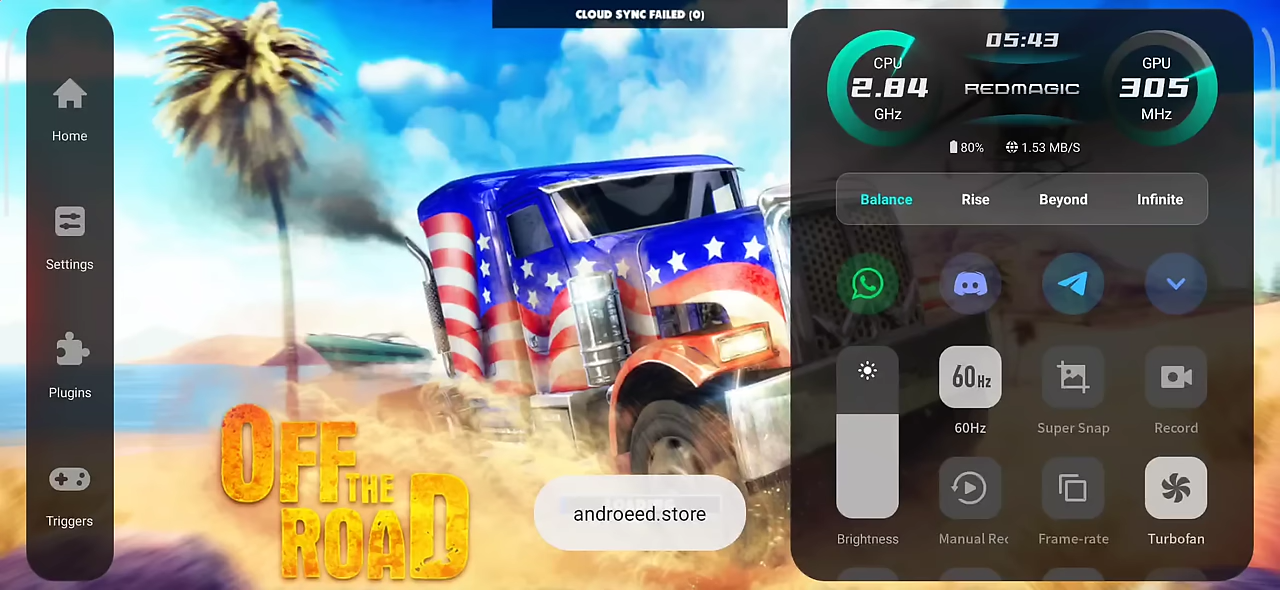 CLOUD SYNC FAILED (0)
Home
Settings
Plugins
Triggers
OFF
THE
ROAD
androeed.store
05:43
CPU
2.84
GHz
REDMAGIC
GPU
305
MHz
80%
1.53 MB/S
Balance
Rise
Beyond
Infinite
60Hz
60Hz
Super Snap
Record
Brightness
Manual Rec
Frame-rate
Turbofan